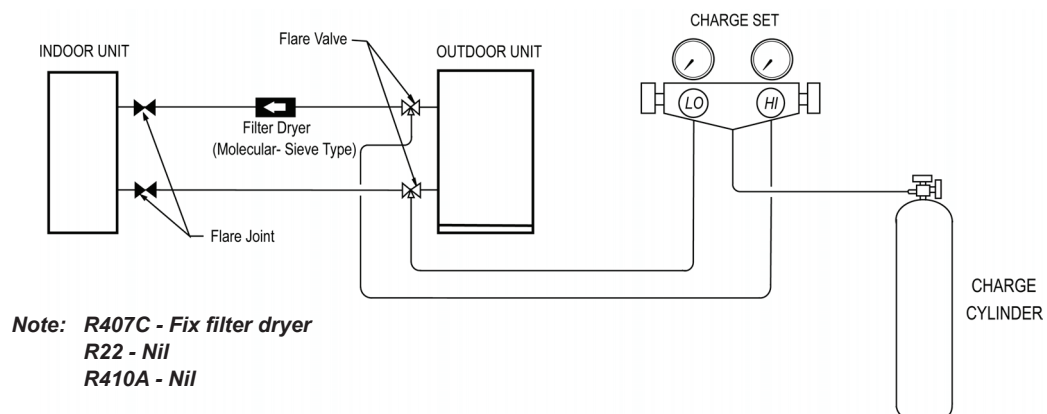 CHARGE SET
INDOOR UNIT
Flare Valve
OUTDOOR UNIT
LO
HI
Filter Dryer
(Molecular- Sieve Type)
Flare Joint
CHARGE
CYLINDER
Note: R407C - Fix filter dryer
R22 - Nil
R410A - Nil